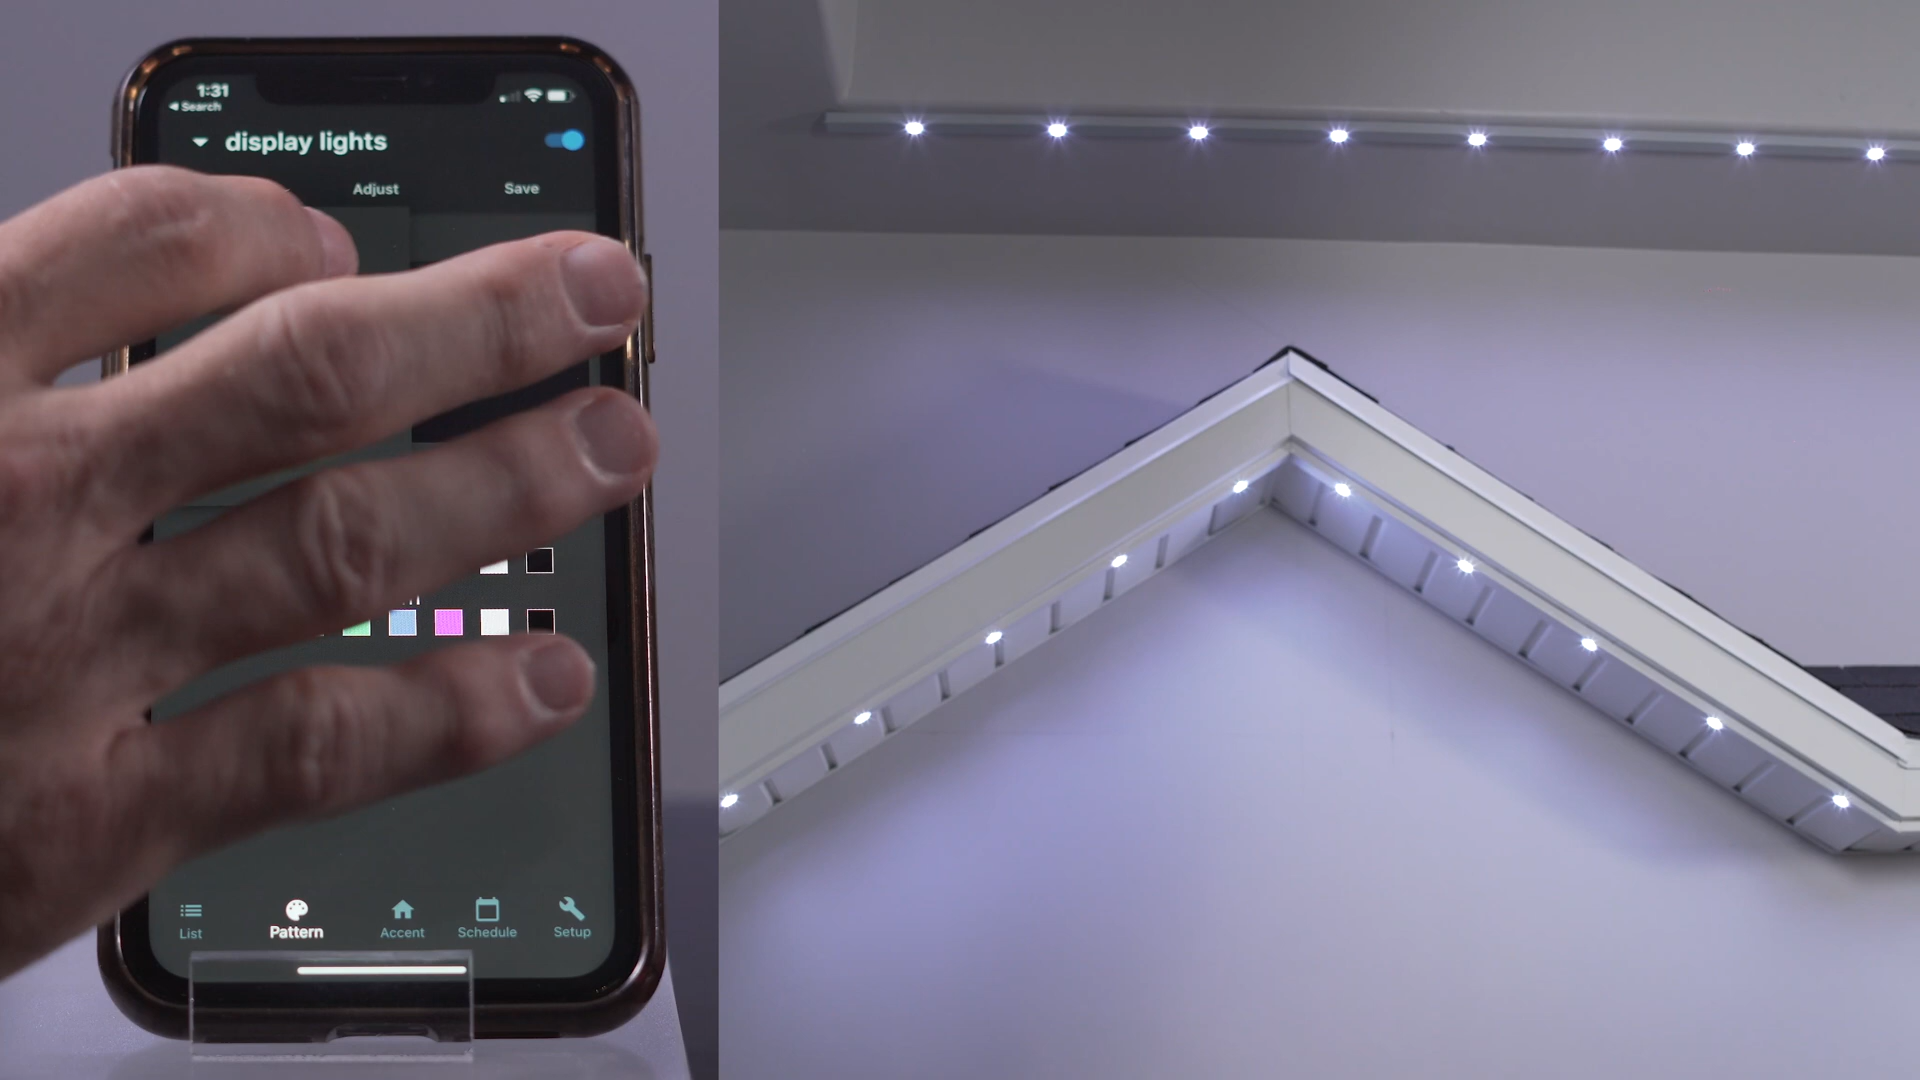 1:31
Search
display lights
Adjust
Save
List
Pattern
Accent
Schedule
Setup